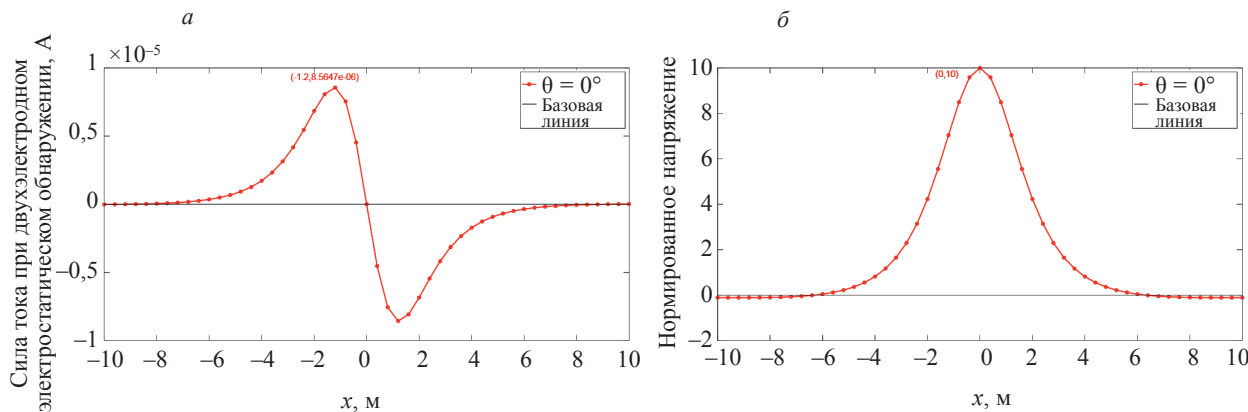 а
Сила тока при двухэлектродном
электростатическом обнаружении, А
1 ×10–5
0,5
0
–0,5
–1
(-1.2,8.5647e-06)
θ = 0°
Базовая
линия
–10 –8 –6 –4 –2 0 2 4 6 8 10
x, м
б
Нормированное напряжение
10
8
6
4
2
0
–2
(0,10)
θ = 0°
Базовая
линия
–10 –8 –6 –4 –2 0 2 4 6 8 10
x, м